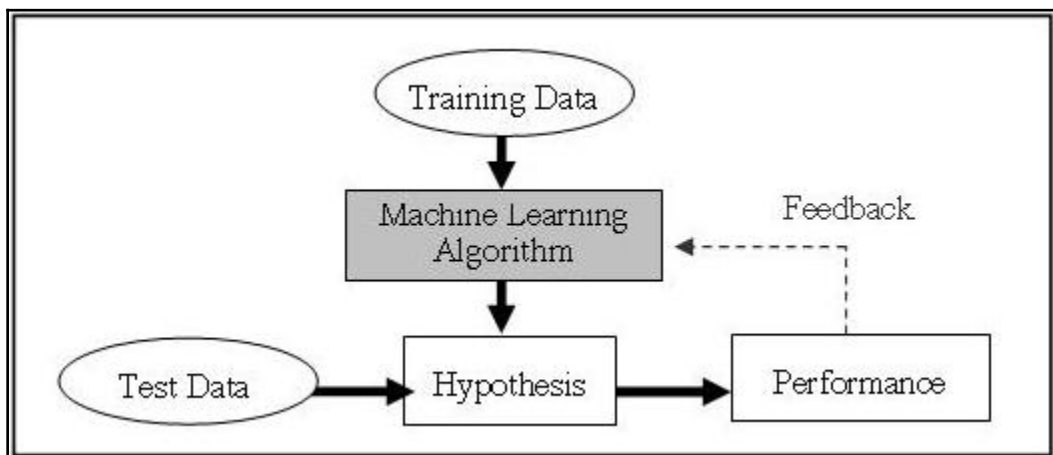 Training Data
Machine Learning
Algorithm
Feedback
Test Data
Hypothesis
Performance